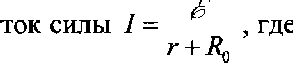 ток силы I = ℰ / (r + R₀) , где